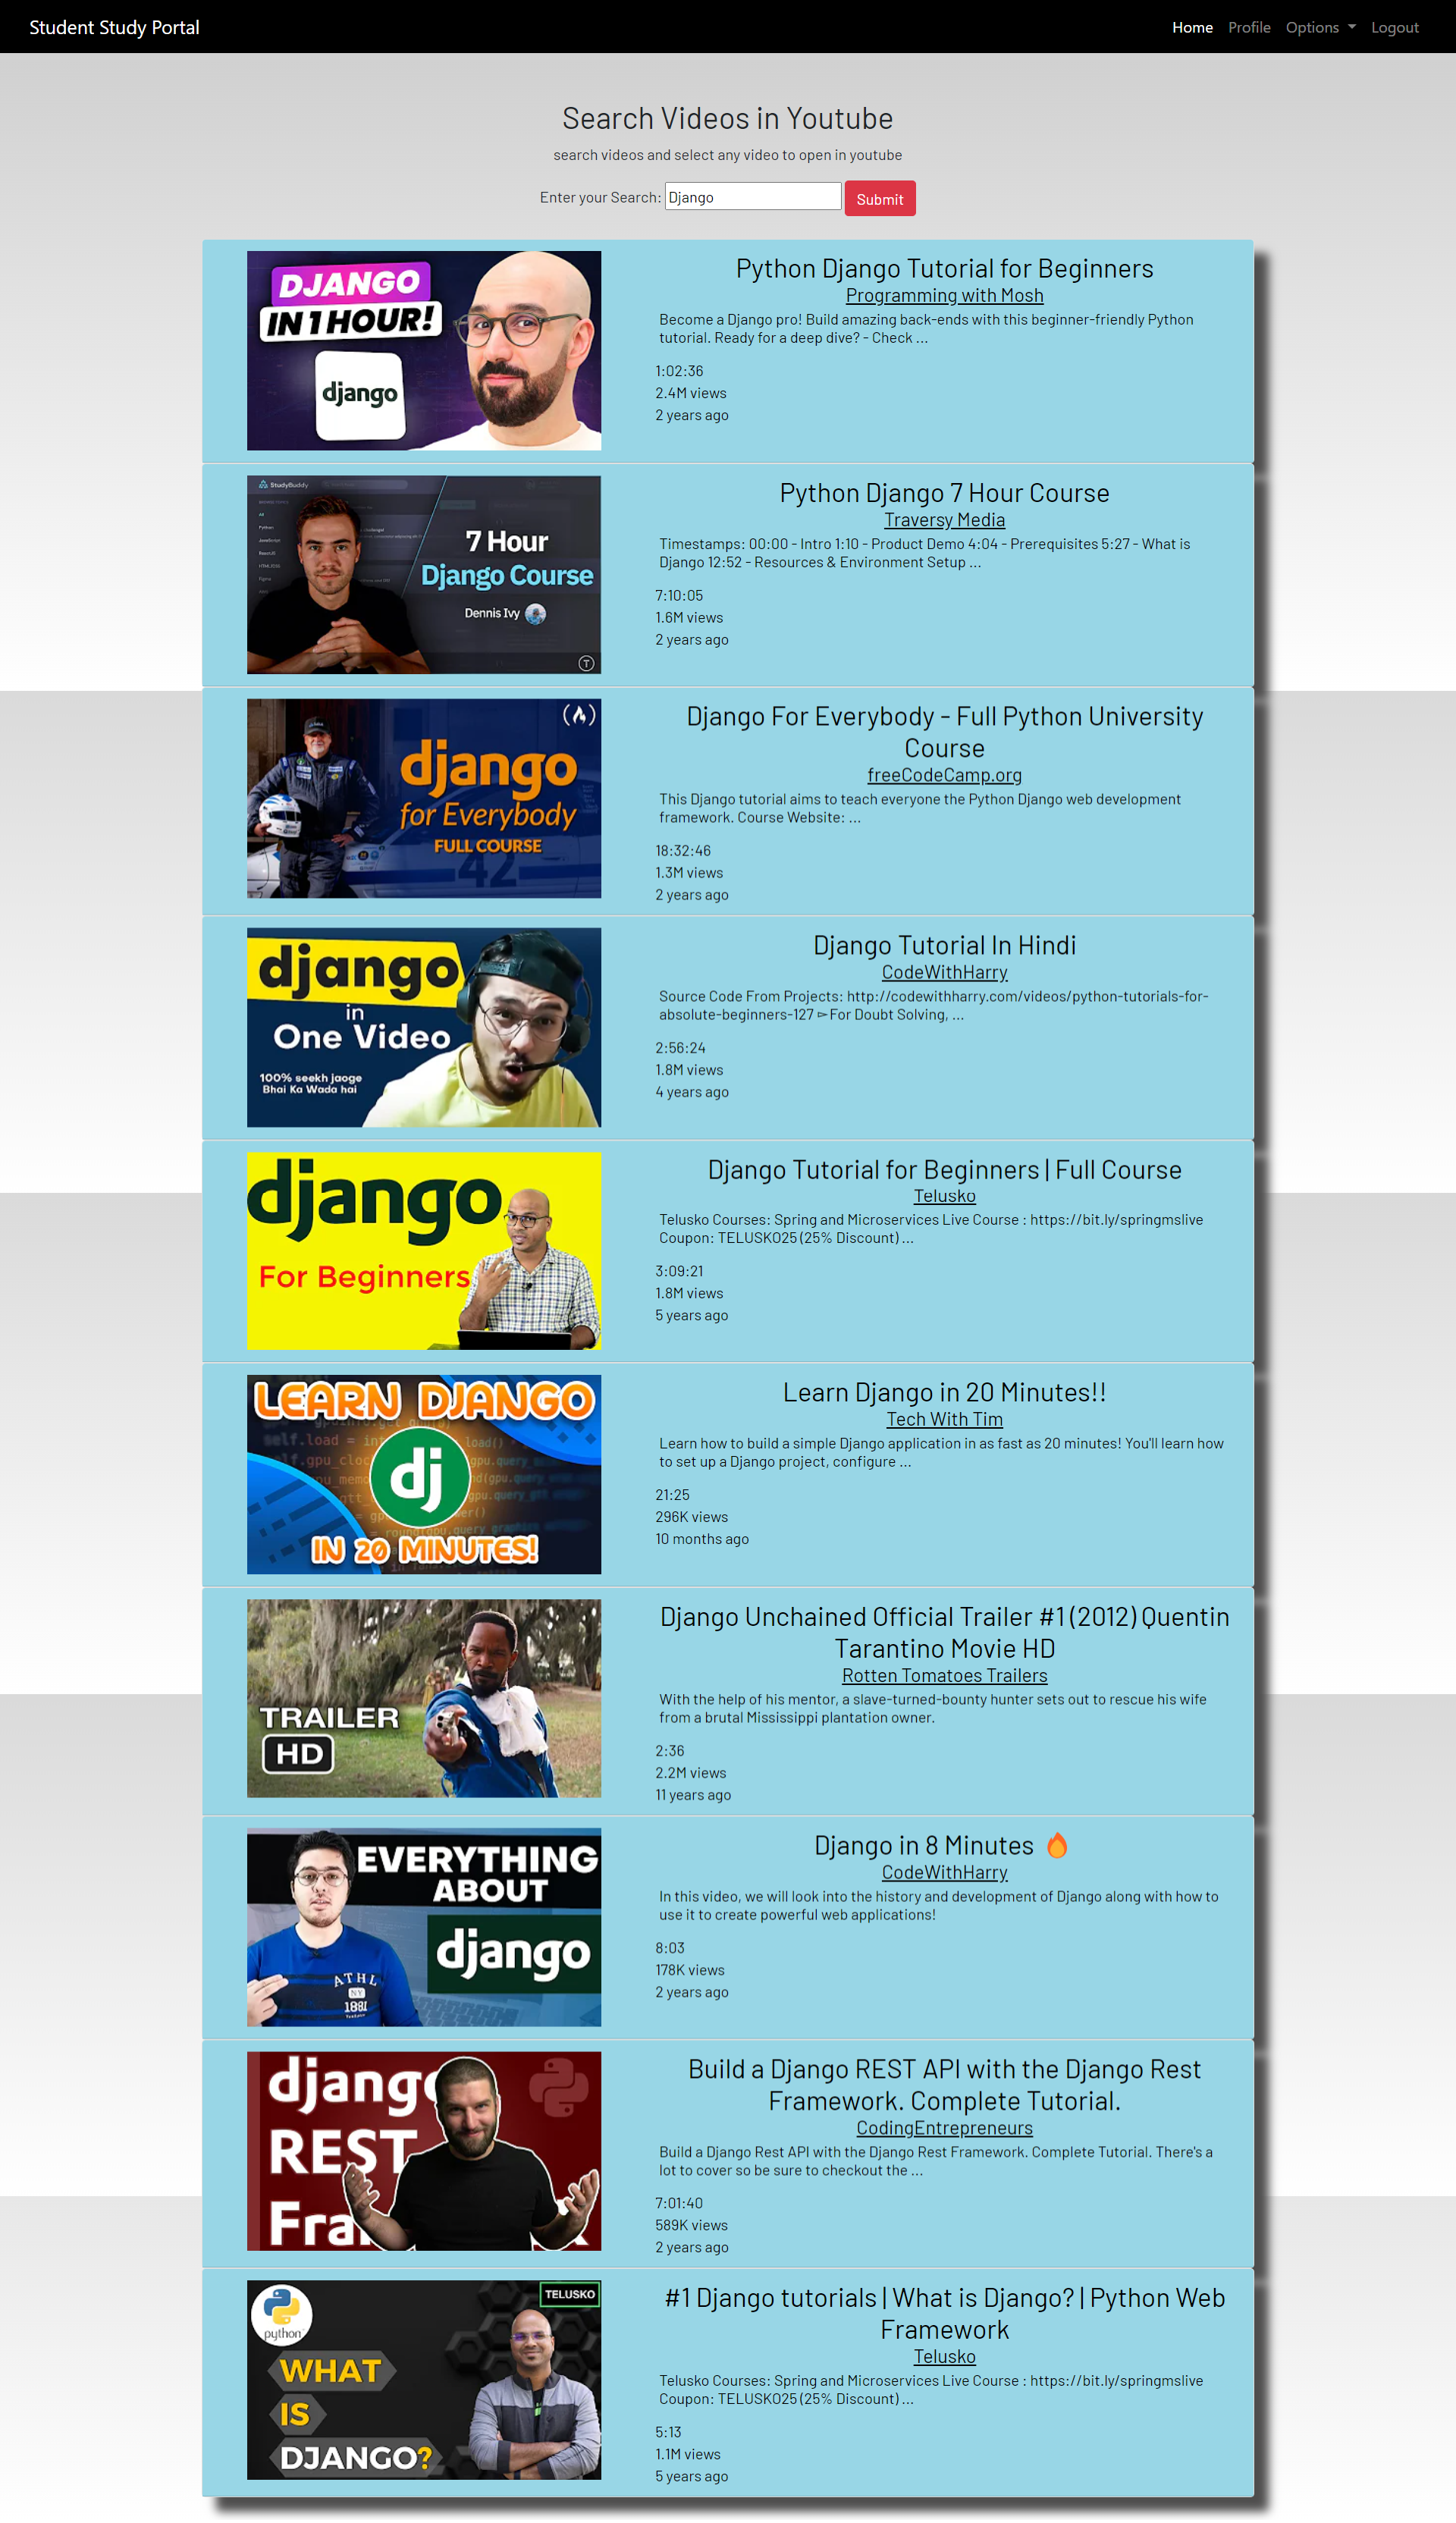 Student Study Portal
Home Profile Options Logout
Search Videos in Youtube
search videos and select any video to open in youtube
Enter your Search: Django Submit
DJANGO
IN 1 HOUR!
django
Python Django Tutorial for Beginners
Programming with Mosh
Become a Django pro! Build amazing back-ends with this beginner-friendly Python
tutorial. Ready for a deep dive? - Check ...
1:02:36
2.4M views
2 years ago
StudyBuddy
7 Hour
Django Course
Dennis Ivy
Python Django 7 Hour Course
Traversy Media
Timestamps: 00:00 - Intro 1:10 - Product Demo 4:04 - Prerequisites 5:27 - What is
Django 12:52 - Resources & Environment Setup ...
7:10:05
1.6M views
2 years ago
django
for Everybody
FULL COURSE
42
Django For Everybody - Full Python University
Course
freeCodeCamp.org
This Django tutorial aims to teach everyone the Python Django web development
framework. Course Website: ...
18:32:46
1.3M views
2 years ago
django
in
One Video
100% seekh jaoge
Bhai Ka Wada hai
Django Tutorial In Hindi
CodeWithHarry
Source Code From Projects: http://codewithharry.com/videos/python-tutorials-for-
absolute-beginners-127 ►For Doubt Solving, ...
2:56:24
1.8M views
4 years ago
django
For Beginners
Django Tutorial for Beginners | Full Course
Telusko
Telusko Courses: Spring and Microservices Live Course : https://bit.ly/springmslive
Coupon: TELUSKO25 (25% Discount) ...
3:09:21
1.8M views
5 years ago
LEARN DJANGO
dj
IN 20 MINUTES!
Learn Django in 20 Minutes!!
Tech With Tim
Learn how to build a simple Django application in as fast as 20 minutes! You'll learn how
to set up a Django project, configure ...
21:25
296K views
10 months ago
TRAILER
HD
Django Unchained Official Trailer #1 (2012) Quentin
Tarantino Movie HD
Rotten Tomatoes Trailers
With the help of his mentor, a slave-turned-bounty hunter sets out to rescue his wife
from a brutal Mississippi plantation owner.
2:36
2.2M views
11 years ago
EVERYTHING
ABOUT
django
ATHL
NY
1881
Django in 8 Minutes 🔥
CodeWithHarry
In this video, we will look into the history and development of Django along with how to
use it to create powerful web applications!
8:03
178K views
2 years ago
django
REST
Fra
Build a Django REST API with the Django Rest
Framework. Complete Tutorial.
CodingEntrepreneurs
Build a Django Rest API with the Django Rest Framework. Complete Tutorial. There's a
lot to cover so be sure to checkout the ...
7:01:40
589K views
2 years ago
TELUSKO
python
WHAT
IS
DJANGO?
#1 Django tutorials | What is Django? | Python Web
Framework
Telusko
Telusko Courses: Spring and Microservices Live Course : https://bit.ly/springmslive
Coupon: TELUSKO25 (25% Discount) ...
5:13
1.1M views
5 years ago